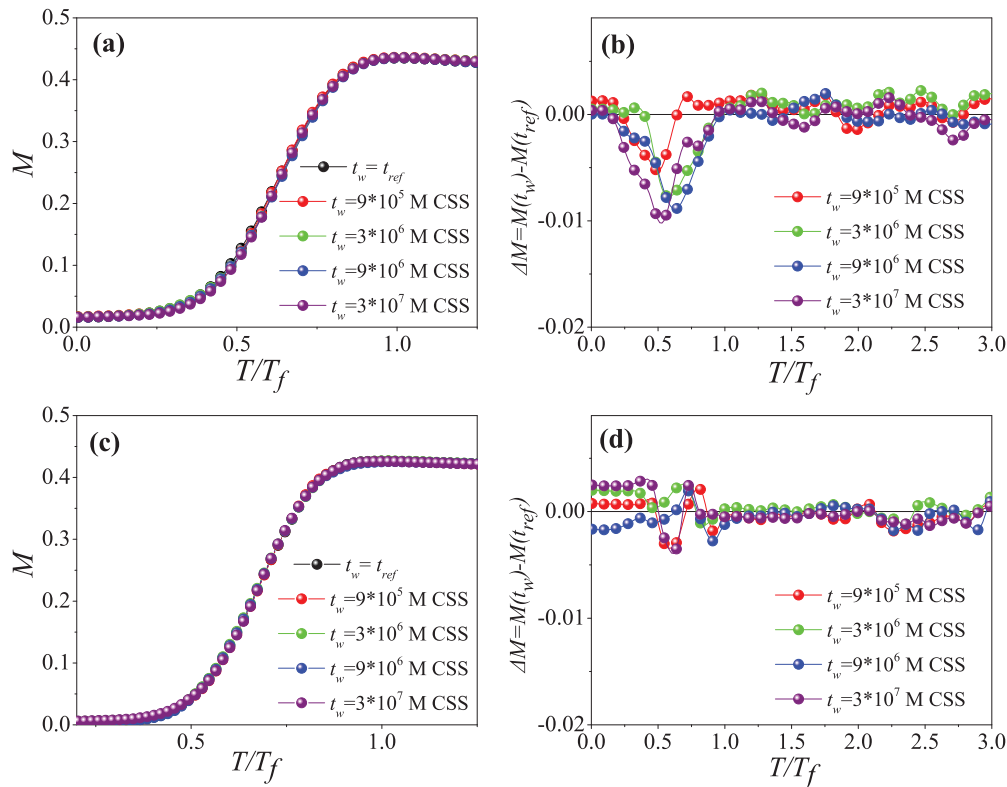 (a)
0.5
0.4
0.3
0.2
0.1
0.0
M
t_w= t_ref
t_w=9*10^5 M CSS
t_w=3*10^6 M CSS
t_w=9*10^6 M CSS
t_w=3*10^7 M CSS
0.0 0.5 1.0
T/T_f
(b)
0.00
-0.01
-0.02
ΔM=M(t_w)-M(t_ref)
t_w=9*10^5 M CSS
t_w=3*10^6 M CSS
t_w=9*10^6 M CSS
t_w=3*10^7 M CSS
0.0 0.5 1.0 1.5 2.0 2.5 3.0
T/T_f
(c)
0.5
0.4
0.3
0.2
0.1
0.0
M
t_w= t_ref
t_w=9*10^5 M CSS
t_w=3*10^6 M CSS
t_w=9*10^6 M CSS
t_w=3*10^7 M CSS
0.5 1.0
T/T_f
(d)
0.00
-0.01
-0.02
ΔM=M(t_w)-M(t_ref)
t_w=9*10^5 M CSS
t_w=3*10^6 M CSS
t_w=9*10^6 M CSS
t_w=3*10^7 M CSS
0.0 0.5 1.0 1.5 2.0 2.5 3.0
T/T_f